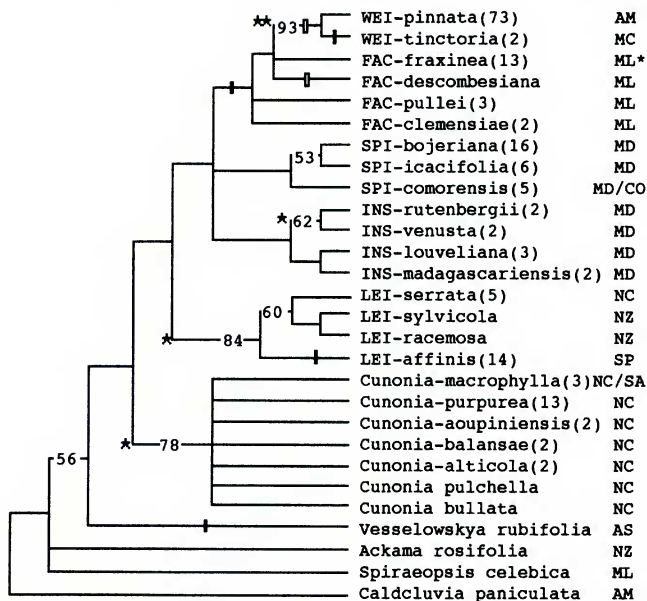 ** 93 WEI-pinnata(73) AM
WEI-tinctoria(2) MC
FAC-fraxinea(13) ML*
FAC-descombesiana ML
FAC-pullei(3) ML
FAC-clemensiae(2) ML
53 SPI-bojeriana(16) MD
SPI-icacifolia(6) MD
SPI-comorensis(5) MD/CO
* 62 INS-rutenbergii(2) MD
INS-venusta(2) MD
INS-louveliana(3) MD
INS-madagascariensis(2) MD
60 LEI-serrata(5) NC
LEI-sylvicola NZ
* 84 LEI-racemosa NZ
LEI-affinis(14) SP
Cunonia-macrophylla(3)NC/SA
Cunonia-purpurea(13) NC
Cunonia-aoupiniensis(2) NC
* 78 Cunonia-balansae(2) NC
56 Cunonia-alticola(2) NC
Cunonia pulchella NC
Cunonia bullata NC
Vesselowskya rubifolia AS
Ackama rosifolia NZ
Spiraeopsis celebica ML
Caldcluvia paniculata AM